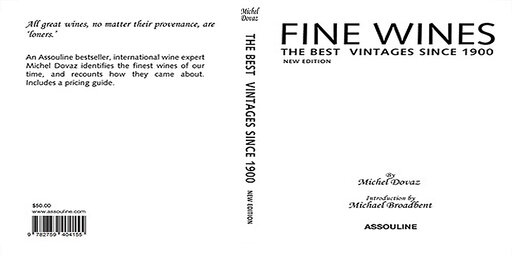 All great wines, no matter their provenance, are
'loners.'
An Assouline bestseller, international wine expert
Michel Dovaz identifies the finest wines of our
time, and recounts how they came about.
Includes a pricing guide.
$50.00
www.assouline.com
9 782759 404155
Michel
Dovaz
THE BEST VINTAGES SINCE 1900
NEW EDITION
FINE WINES
THE BEST VINTAGES SINCE 1900
NEW EDITION
By
Michel Dovaz
Introduction by
Michael Broadbent
ASSOULINE